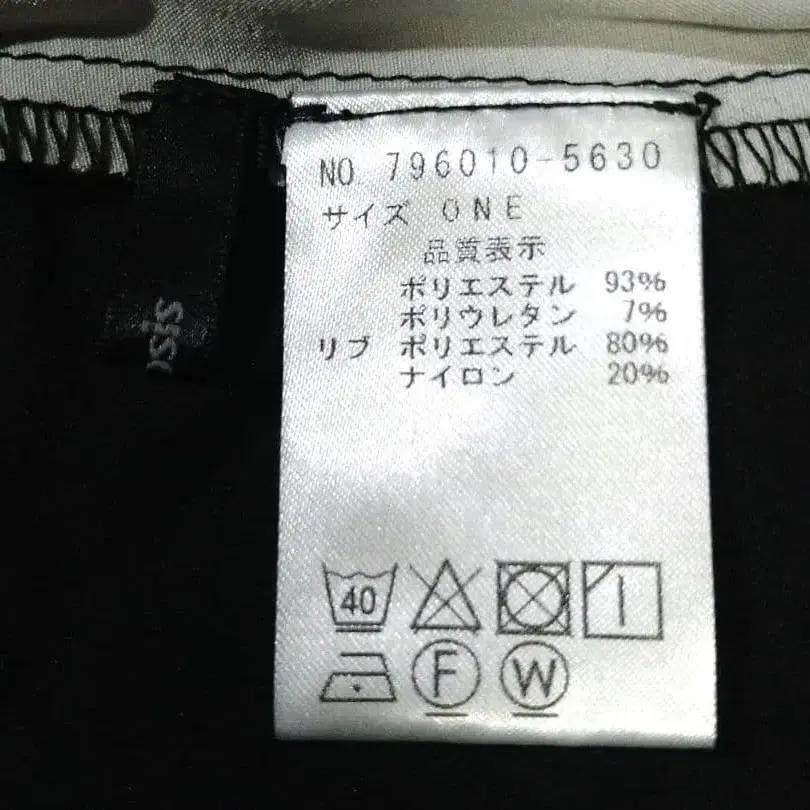 NO. 796010-5630
サイズ ONE
品質表示
ポリエステル 93%
ポリウレタン 7%
リブ ポリエステル 80%
ナイロン 20%
40
F W